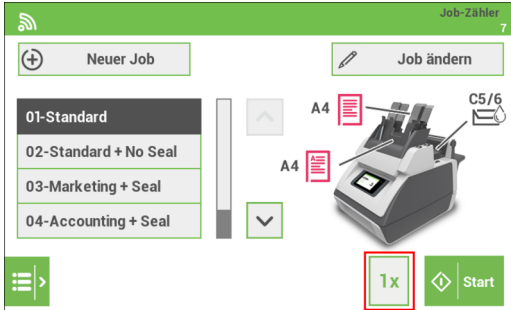 Job-Zähler
7
Neuer Job
Job ändern
01-Standard
02-Standard + No Seal
03-Marketing + Seal
04-Accounting + Seal
A4
C5/6
A4
1x
Start